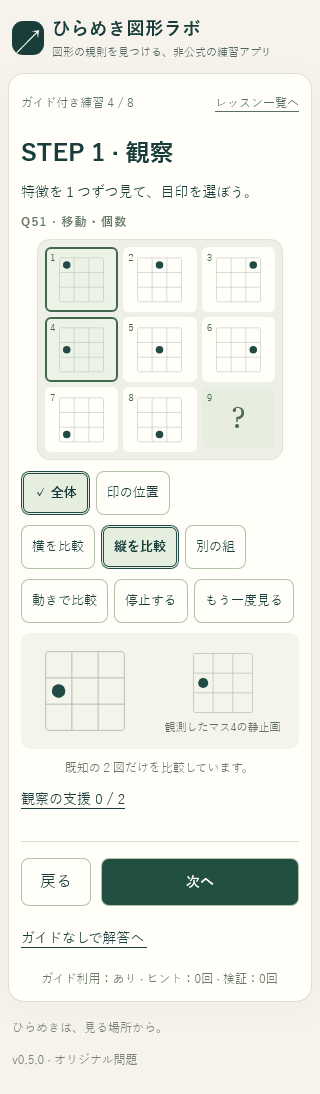 ひらめき図形ラボ
図形の規則を見つける、非公式の練習アプリ
ガイド付き練習 4 / 8
レッスン一覧へ
STEP 1 · 観察
特徴を１つずつ見て、目印を選ぼう。
Q51 · 移動 · 個数
1 2 3
4 5 6
7 8 9
?
✓ 全体 印の位置
横を比較 縦を比較 別の組
動きで比較 停止する もう一度見る
観測したマス4の静止画
既知の２図だけを比較しています。
観察の支援 0 / 2
戻る 次へ
ガイドなしで解答へ
ガイド利用：あり · ヒント：0回 · 検証：0回
ひらめきは、見る場所から。
v0.5.0 · オリジナル問題